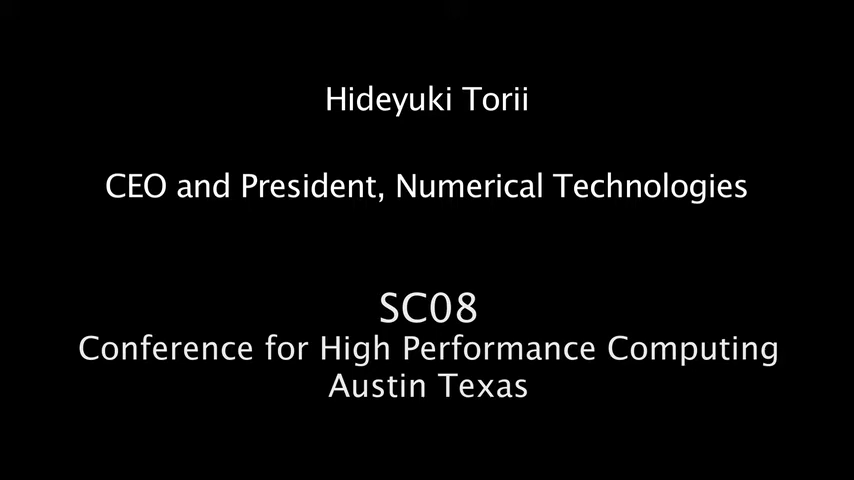 Hideyuki Torii
CEO and President, Numerical Technologies
SC08
Conference for High Performance Computing
Austin Texas